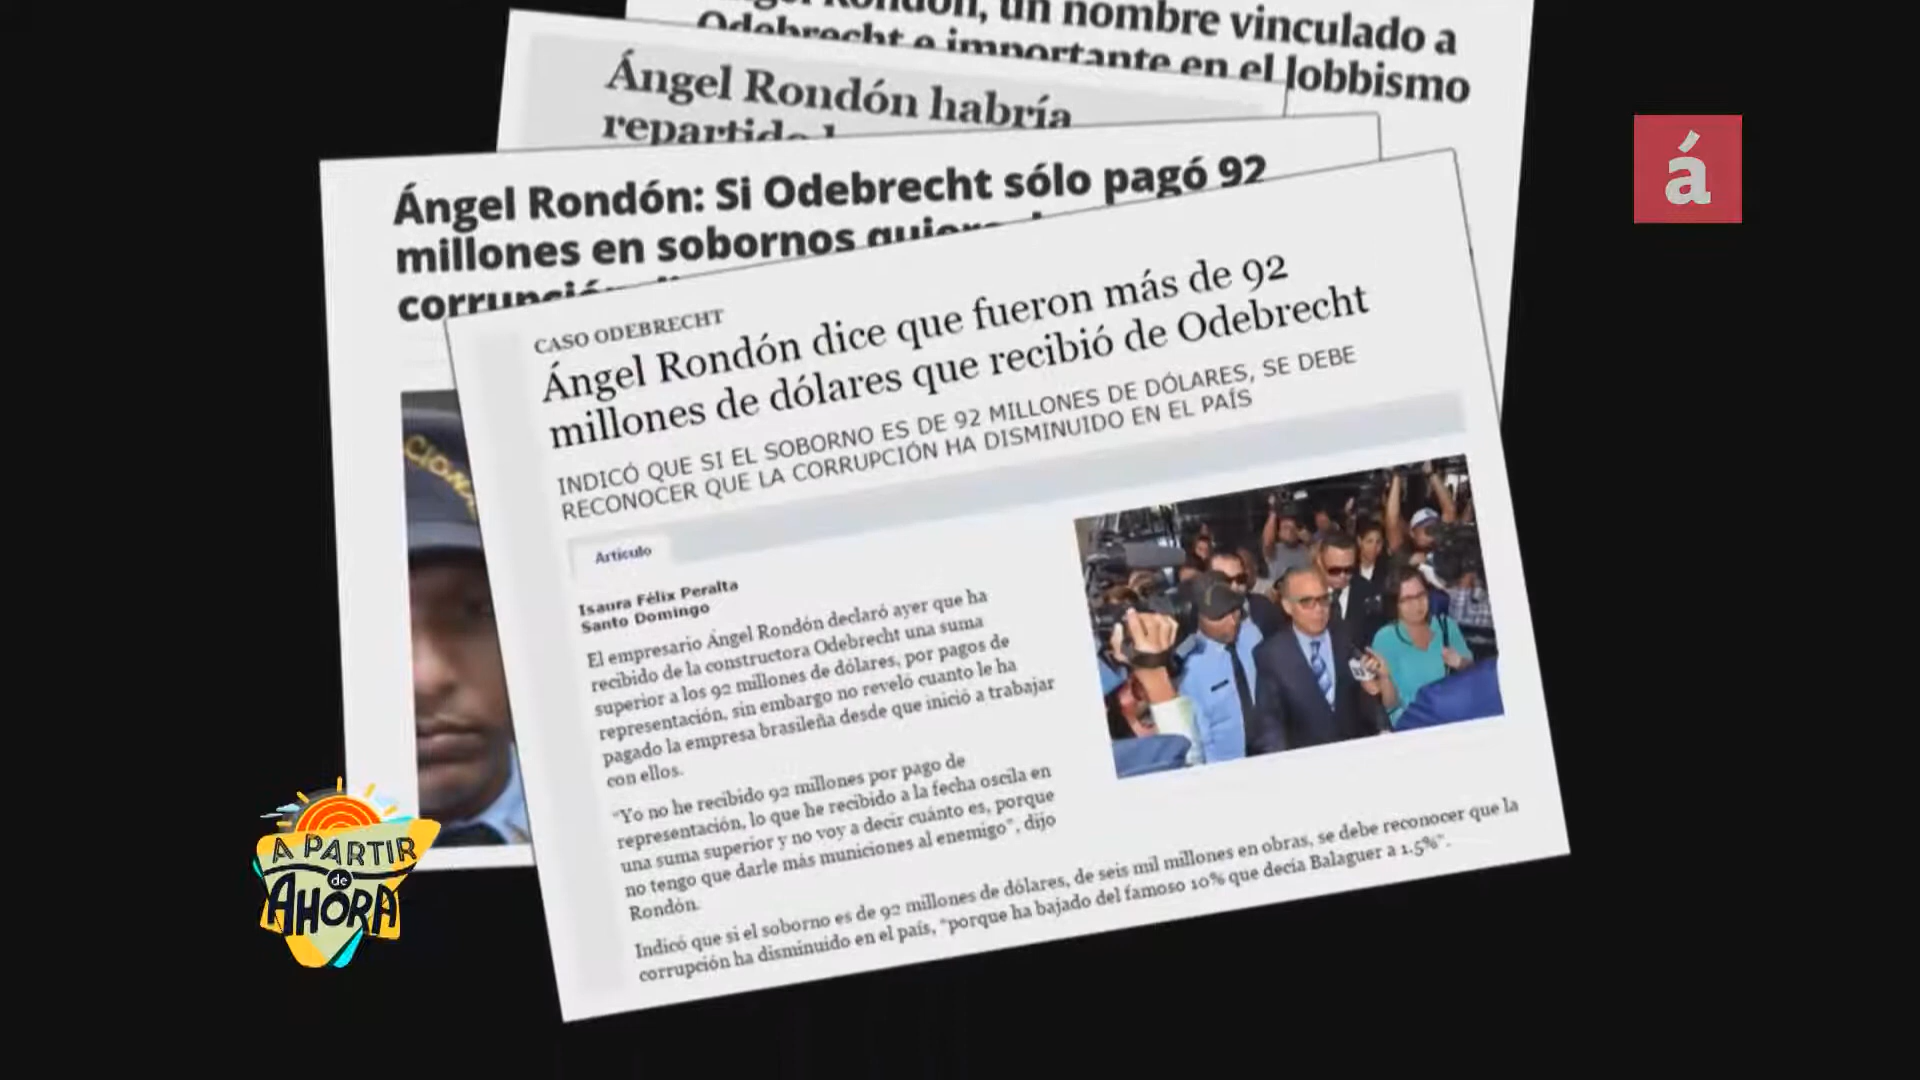 Rondón, un nombre vinculado a
Odebrecht e importante en el lobbismo
Ángel Rondón habría
repartido
Ángel Rondón: Si Odebrecht sólo pagó 92
millones en sobornos quiere
corrupción
CASO ODEBRECHT
Ángel Rondón dice que fueron más de 92
millones de dólares que recibió de Odebrecht
INDICÓ QUE SI EL SOBORNO ES DE 92 MILLONES DE DÓLARES, SE DEBE
RECONOCER QUE LA CORRUPCIÓN HA DISMINUIDO EN EL PAÍS
Artículo
Isaura Félix Peralta
Santo Domingo
El empresario Ángel Rondón declaró ayer que ha
recibido de la constructora Odebrecht una suma
superior a los 92 millones de dólares, por pagos de
representación, sin embargo no reveló cuanto le ha
pagado la empresa brasileña desde que inició a trabajar
con ellos.
"Yo no he recibido 92 millones por pago de
representación, lo que he recibido a la fecha oscila en
una suma superior y no voy a decir cuánto es, porque
no tengo que darle más municiones al enemigo", dijo
Rondón.
Indicó que si el soborno es de 92 millones de dólares, de seis mil millones en obras, se debe reconocer que la
corrupción ha disminuido en el país, "porque ha bajado del famoso 10% que decía Balaguer a 1.5%".
CIONA
á
A PARTIR
de
AHORA